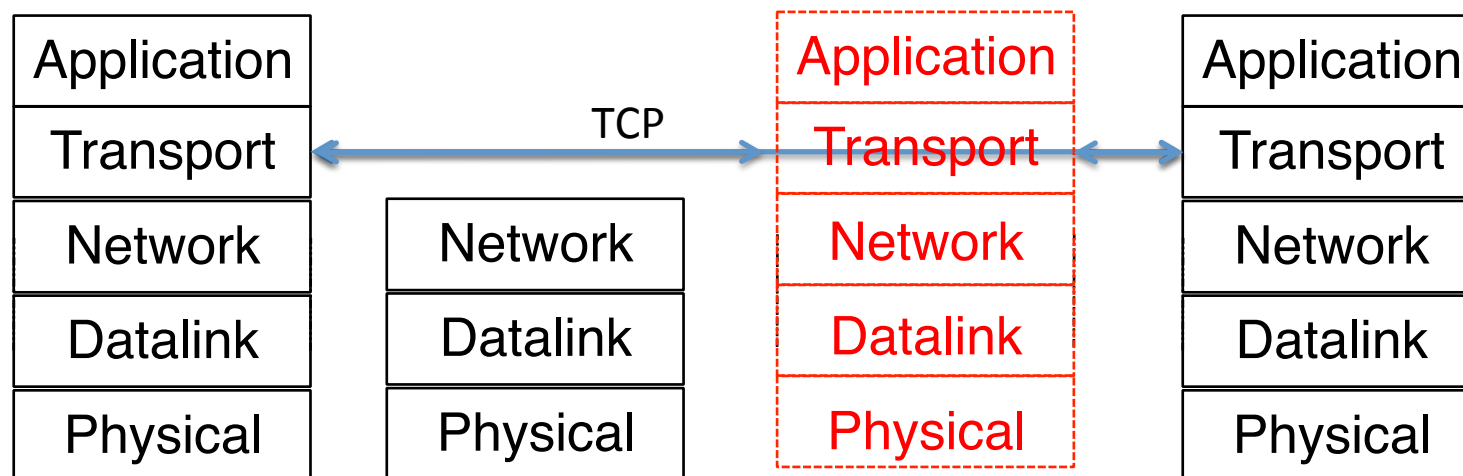 Application
Transport
Network
Datalink
Physical
TCP
Network
Datalink
Physical
Application
Transport
Network
Datalink
Physical
Application
Transport
Network
Datalink
Physical